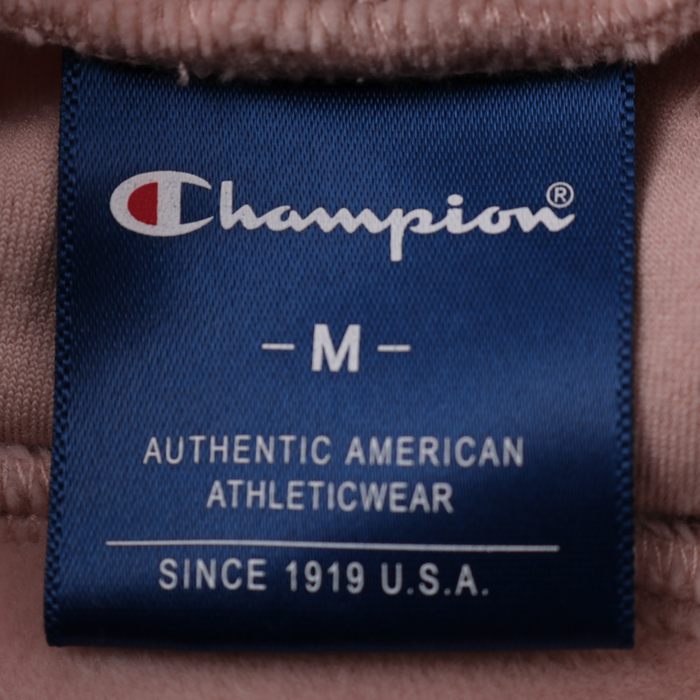 Champion®
- M -
AUTHENTIC AMERICAN
ATHLETICWEAR
SINCE 1919 U.S.A.